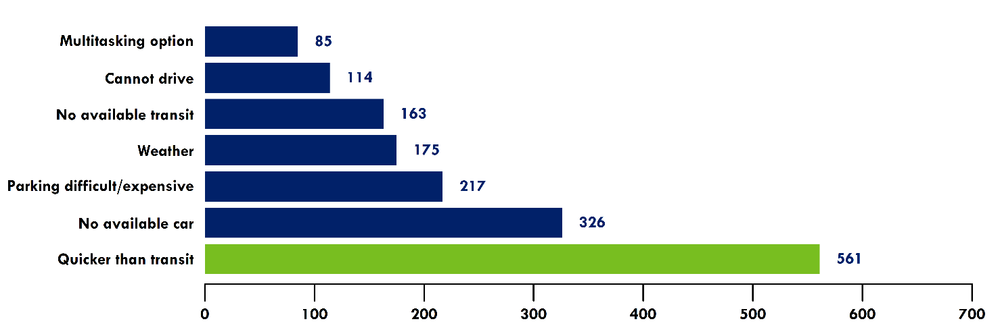 Multitasking option 85
Cannot drive 114
No available transit 163
Weather 175
Parking difficult/expensive 217
No available car 326
Quicker than transit 561
0 100 200 300 400 500 600 700